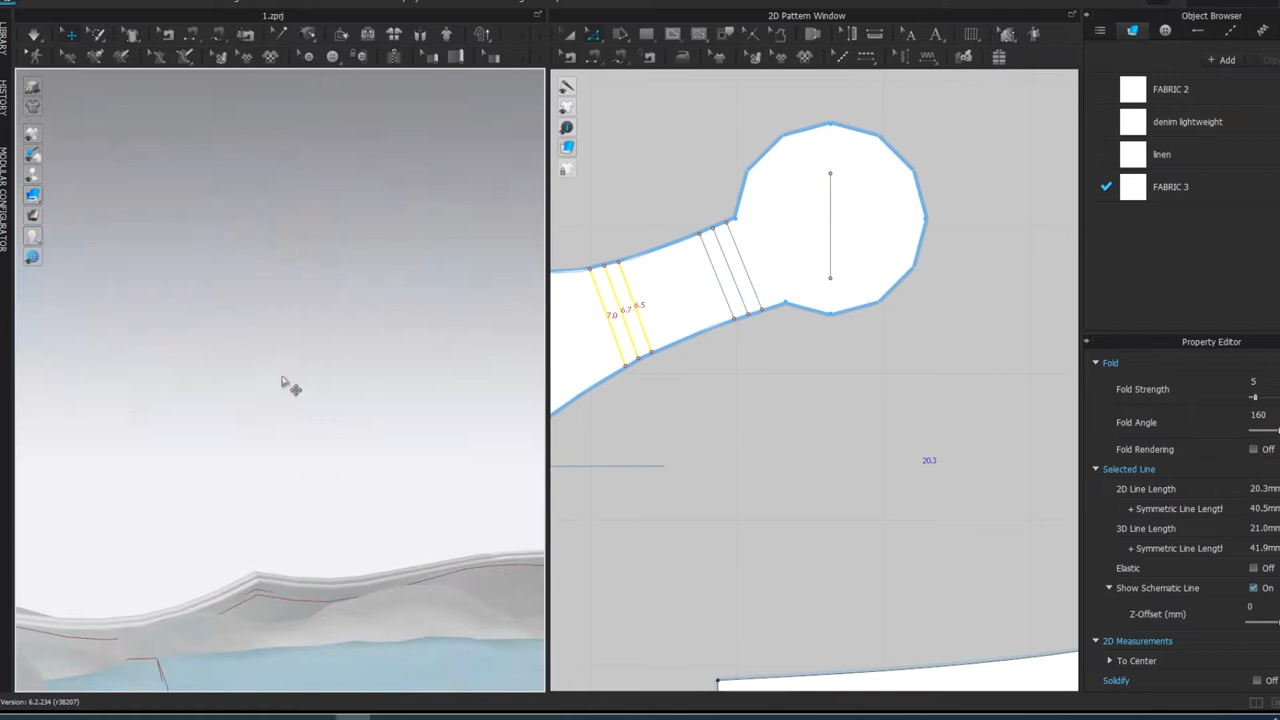 1.zprj
2D Pattern Window
Object Browser
LIBRARY
HISTORY
MODULAR CONFIGURATOR
+ Add
FABRIC 2
denim lightweight
linen
FABRIC 3
7.0
6.7
6.5
20.3
Property Editor
Fold
Fold Strength 5
Fold Angle 160
Fold Rendering Off
Selected Line
2D Line Length 20.3mm
+ Symmetric Line Length 40.5mm
3D Line Length 21.0mm
+ Symmetric Line Length 41.9mm
Elastic Off
Show Schematic Line On
Z-Offset (mm) 0
2D Measurements
To Center
Solidify Off
Version: 6.2.234 (r38207)